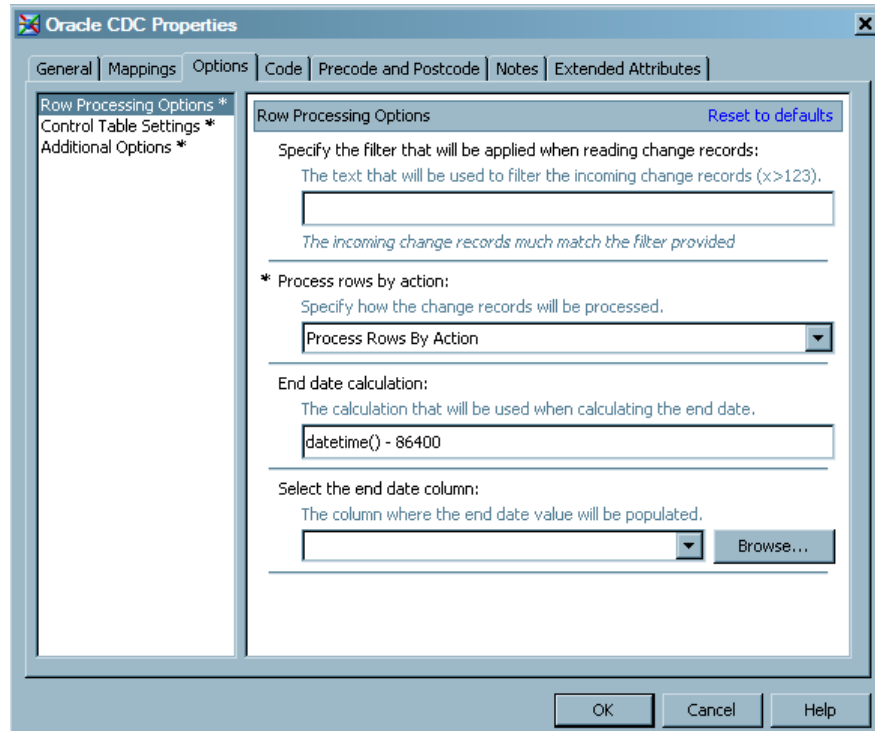 Oracle CDC Properties
General Mappings Options Code Precode and Postcode Notes Extended Attributes
Row Processing Options *
Control Table Settings *
Additional Options *
Row Processing Options Reset to defaults
Specify the filter that will be applied when reading change records:
The text that will be used to filter the incoming change records (x>123).
The incoming change records much match the filter provided
* Process rows by action:
Specify how the change records will be processed.
Process Rows By Action
End date calculation:
The calculation that will be used when calculating the end date.
datetime() - 86400
Select the end date column:
The column where the end date value will be populated.
Browse...
OK Cancel Help